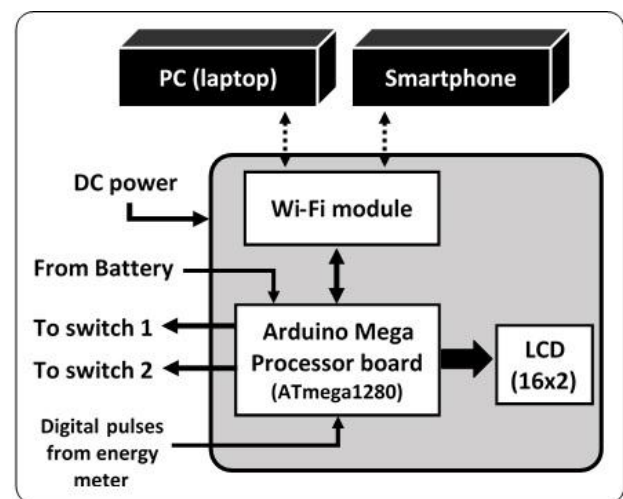 PC (laptop)
Smartphone
DC power
Wi-Fi module
From Battery
To switch 1
To switch 2
Arduino Mega
Processor board
(ATmega1280)
LCD
(16x2)
Digital pulses
from energy
meter